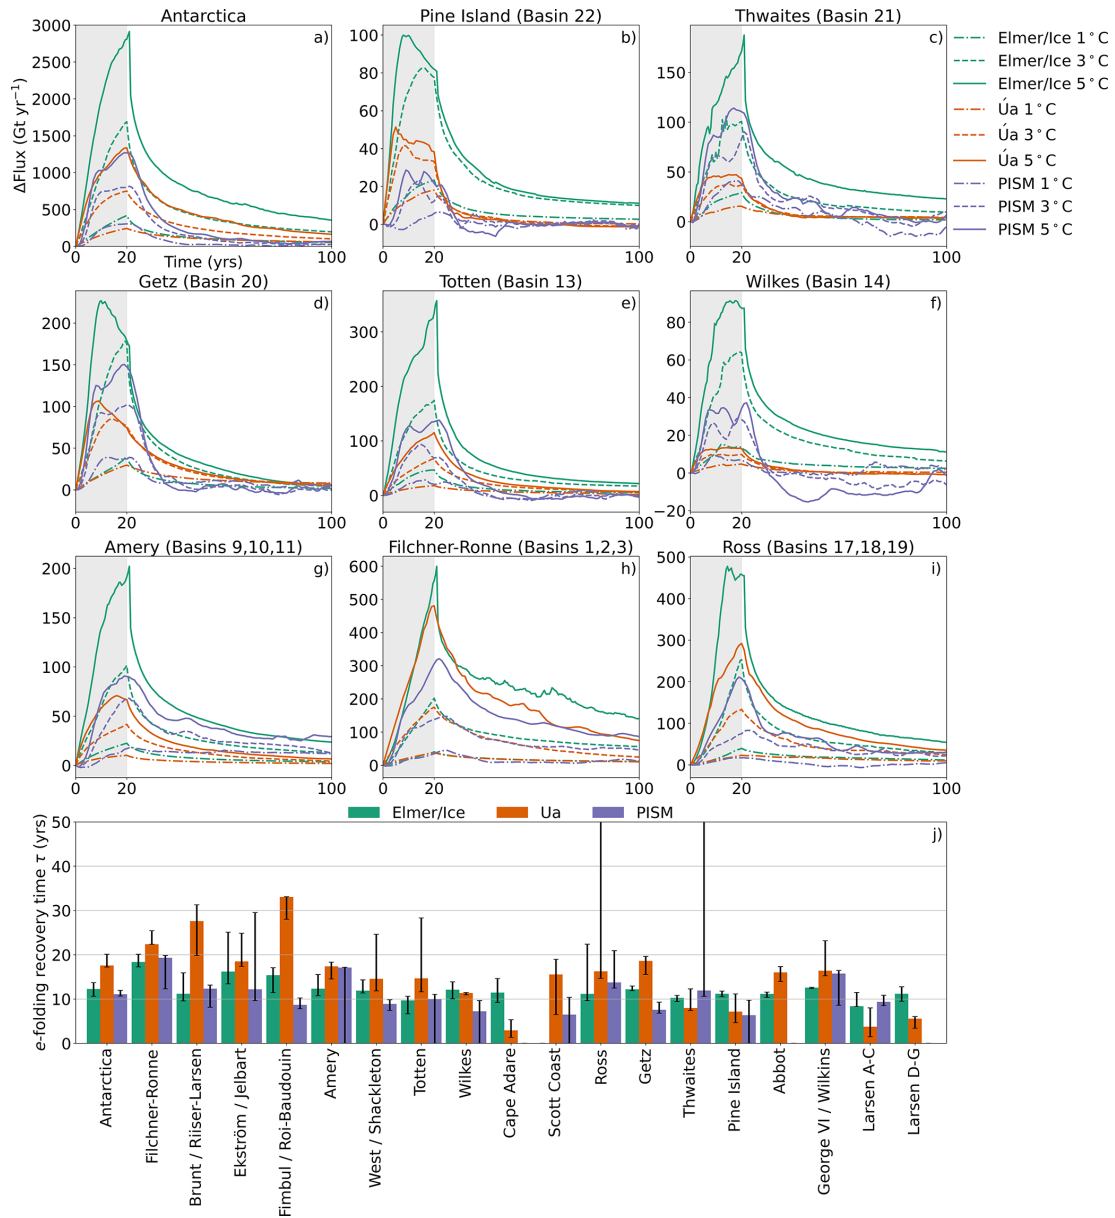 Antarctica
Pine Island (Basin 22)
Thwaites (Basin 21)
a)
b)
c)
ΔFlux (Gt yr⁻¹)
3000
2500
2000
1500
1000
500
0
0
20
100
Time (yrs)
100
80
60
40
20
0
0
20
100
150
100
50
0
0
20
100
Elmer/Ice 1°C
Elmer/Ice 3°C
Elmer/Ice 5°C
Úa 1°C
Úa 3°C
Úa 5°C
PISM 1°C
PISM 3°C
PISM 5°C
Getz (Basin 20)
Totten (Basin 13)
Wilkes (Basin 14)
d)
e)
f)
200
150
100
50
0
0
20
100
300
200
100
0
0
20
100
80
60
40
20
0
−20
0
20
100
Amery (Basins 9,10,11)
Filchner-Ronne (Basins 1,2,3)
Ross (Basins 17,18,19)
g)
h)
i)
200
150
100
50
0
0
20
100
600
500
400
300
200
100
0
0
20
100
500
400
300
200
100
0
0
20
100
Elmer/Ice
Ua
PISM
j)
e-folding recovery time τ (yrs)
50
40
30
20
10
0
Antarctica
Filchner-Ronne
Brunt / Riiser-Larsen
Ekström / Jelbart
Fimbul / Roi-Baudouin
Amery
West / Shackleton
Totten
Wilkes
Cape Adare
Scott Coast
Ross
Getz
Thwaites
Pine Island
Abbot
George VI / Wilkins
Larsen A-C
Larsen D-G